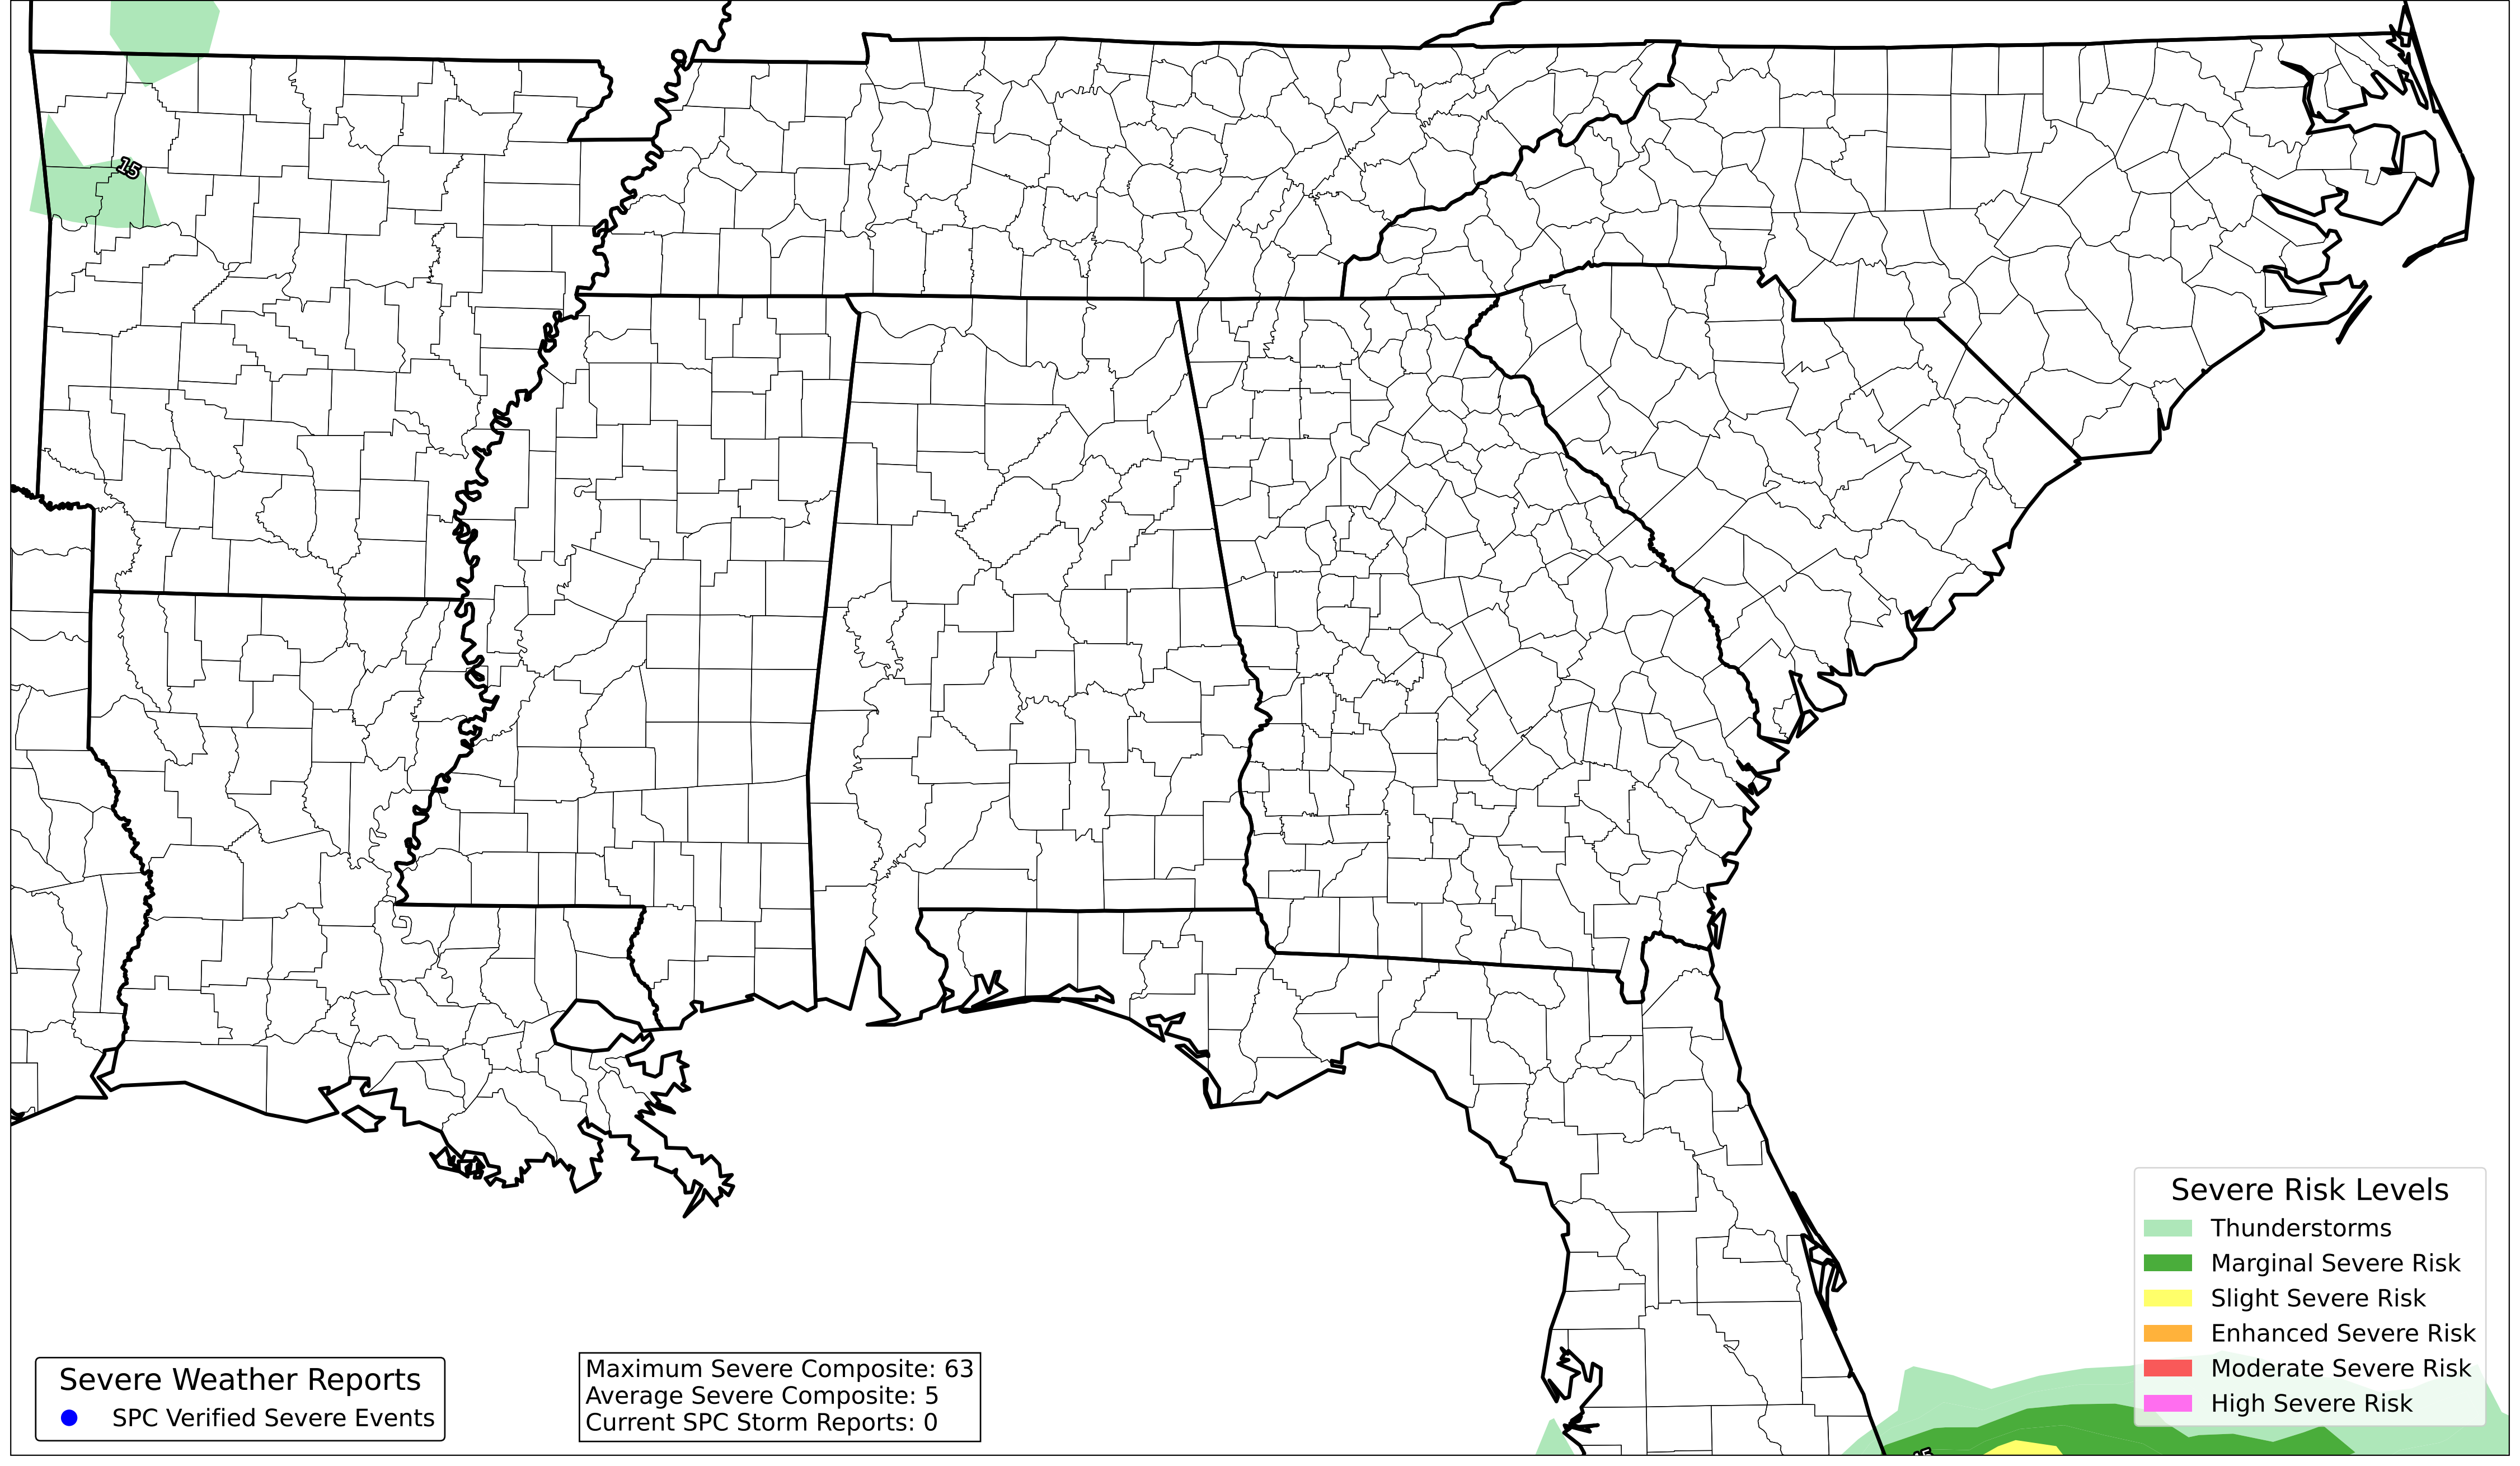 15
Severe Risk Levels
Thunderstorms
Marginal Severe Risk
Slight Severe Risk
Enhanced Severe Risk
Moderate Severe Risk
High Severe Risk
Severe Weather Reports
SPC Verified Severe Events
Maximum Severe Composite: 63
Average Severe Composite: 5
Current SPC Storm Reports: 0